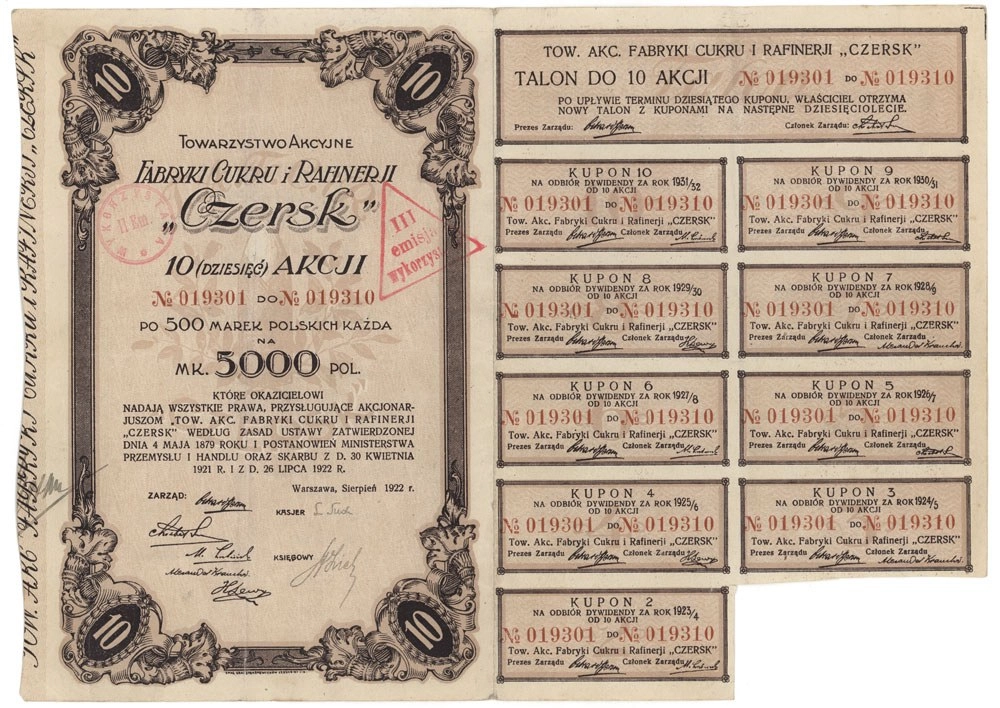 TOW. AKC. FABRYKI CUKRU i RAFINERJI „CZERSK"
10
10
TOWARZYSTWO AKCYJNE
FABRYKI CUKRU i RAFINERJI
„Czersk"
WYKORZYSTANA
II Em
III
emisja
wykorzyst
10 (DZIESIĘĆ) AKCJI
№ 019301 DO № 019310
PO 500 MAREK POLSKICH KAŻDA
NA
MK. 5000 POL.
KTÓRE OKAZICIELOWI
NADAJĄ WSZYSTKIE PRAWA, PRZYSŁUGUJĄCE AKCJONAR-
JUSZOM „TOW. AKC. FABRYKI CUKRU I RAFINERJI
„CZERSK" WEDŁUG ZASAD USTAWY ZATWIERDZONEJ
DNIA 4 MAJA 1879 ROKU I POSTANOWIEŃ MINISTERSTWA
PRZEMYSŁU I HANDLU ORAZ SKARBU Z D. 30 KWIETNIA
1921 R. I Z D. 26 LIPCA 1922 R.
Warszawa, Sierpień 1922 r.
ZARZĄD:
KASJER
KSIĘGOWY
10
10
TOW. AKC. FABRYKI CUKRU I RAFINERJI „CZERSK"
TALON DO 10 AKCJI № 019301 DO № 019310
PO UPŁYWIE TERMINU DZIESIĄTEGO KUPONU, WŁAŚCICIEL OTRZYMA
NOWY TALON Z KUPONAMI NA NASTĘPNE DZIESIĘCIOLECIE.
Prezes Zarządu: Członek Zarządu:
KUPON 10
NA ODBIÓR DYWIDENDY ZA ROK 1931/32
OD 10 AKCJI
№ 019301 DO № 019310
Tow. Akc. Fabryki Cukru i Rafinerji „CZERSK"
Prezes Zarządu Członek Zarządu
KUPON 9
NA ODBIÓR DYWIDENDY ZA ROK 1930/31
OD 10 AKCJI
№ 019301 DO № 019310
Tow. Akc. Fabryki Cukru i Rafinerji „CZERSK"
Prezes Zarządu Członek Zarządu
KUPON 8
NA ODBIÓR DYWIDENDY ZA ROK 1929/30
OD 10 AKCJI
№ 019301 DO № 019310
Tow. Akc. Fabryki Cukru i Rafinerji „CZERSK"
Prezes Zarządu Członek Zarządu
KUPON 7
NA ODBIÓR DYWIDENDY ZA ROK 1928/9
OD 10 AKCJI
№ 019301 DO № 019310
Tow. Akc. Fabryki Cukru i Rafinerji „CZERSK"
Prezes Zarządu Członek Zarządu
KUPON 6
NA ODBIÓR DYWIDENDY ZA ROK 1927/8
OD 10 AKCJI
№ 019301 DO № 019310
Tow. Akc. Fabryki Cukru i Rafinerji „CZERSK"
Prezes Zarządu Członek Zarządu
KUPON 5
NA ODBIÓR DYWIDENDY ZA ROK 1926/7
OD 10 AKCJI
№ 019301 DO № 019310
Tow. Akc. Fabryki Cukru i Rafinerji „CZERSK"
Prezes Zarządu Członek Zarządu
KUPON 4
NA ODBIÓR DYWIDENDY ZA ROK 1925/6
OD 10 AKCJI
№ 019301 DO № 019310
Tow. Akc. Fabryki Cukru i Rafinerji „CZERSK"
Prezes Zarządu Członek Zarządu
KUPON 3
NA ODBIÓR DYWIDENDY ZA ROK 1924/5
OD 10 AKCJI
№ 019301 DO № 019310
Tow. Akc. Fabryki Cukru i Rafinerji „CZERSK"
Prezes Zarządu Członek Zarządu
KUPON 2
NA ODBIÓR DYWIDENDY ZA ROK 1923/4
OD 10 AKCJI
№ 019301 DO № 019310
Tow. Akc. Fabryki Cukru i Rafinerji „CZERSK"
Prezes Zarządu Członek Zarządu